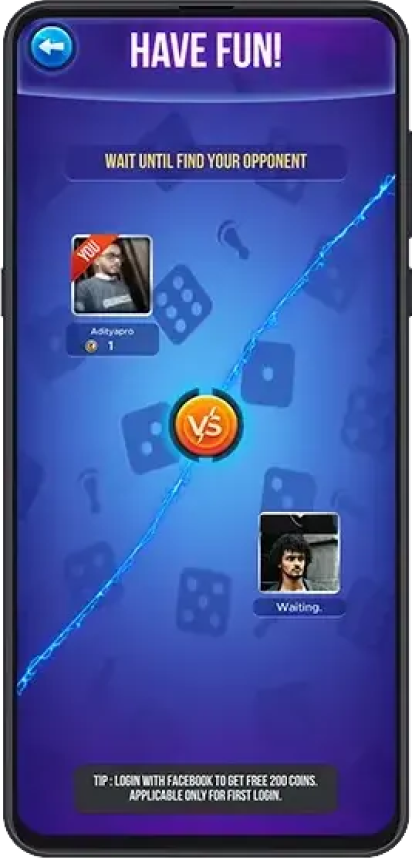 HAVE FUN!
WAIT UNTIL FIND YOUR OPPONENT
YOU
Adityapro
1
VS
Waiting.
TIP : LOGIN WITH FACEBOOK TO GET FREE 200 COINS.
APPLICABLE ONLY FOR FIRST LOGIN.